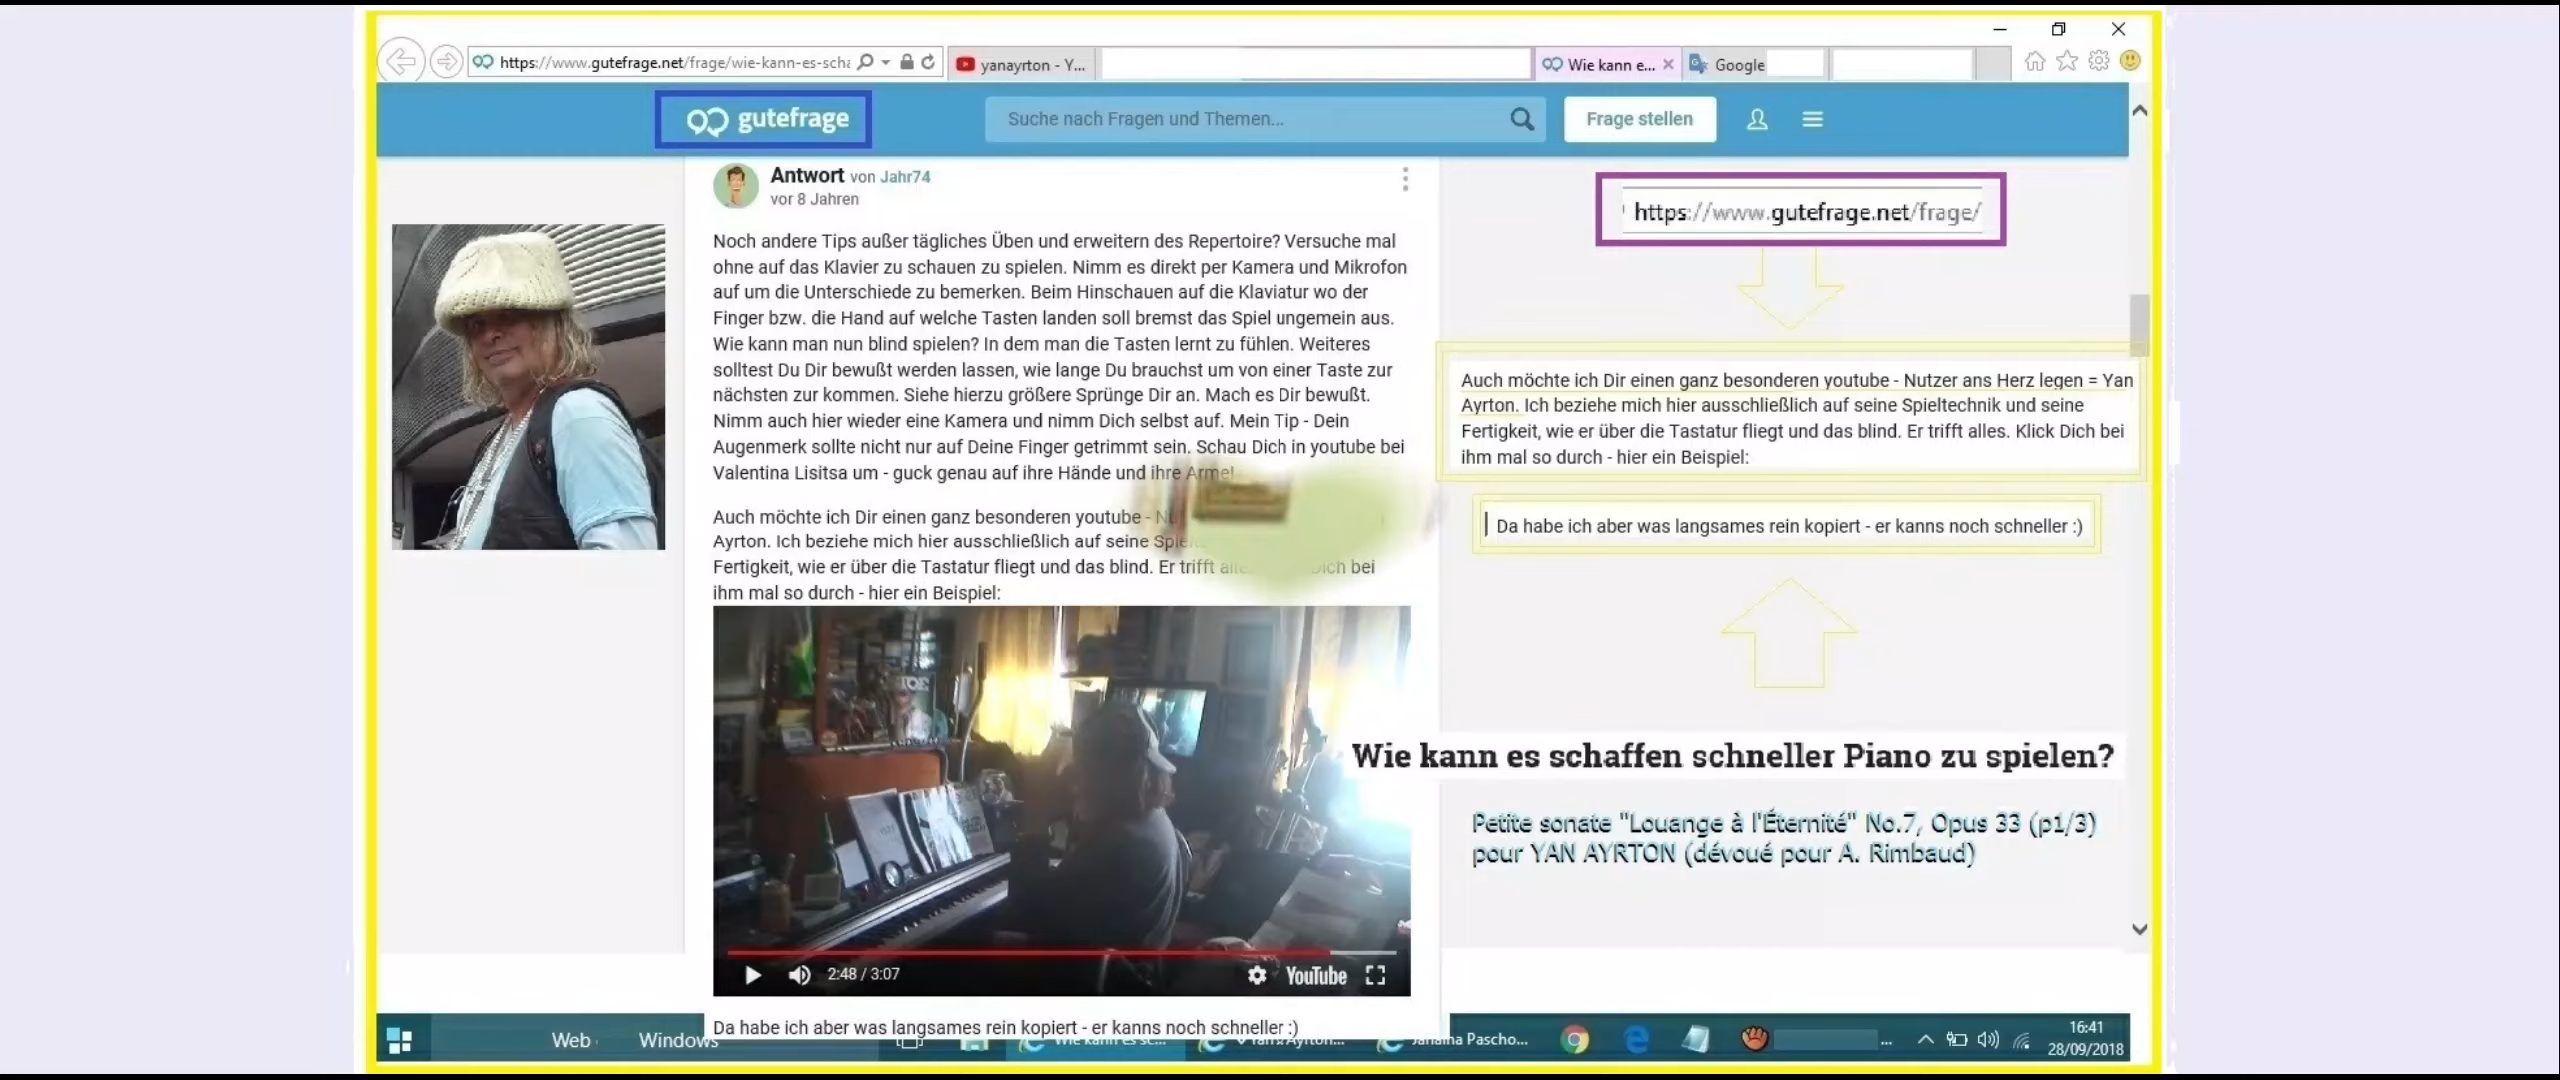 https://www.gutefrage.net/frage/wie-kann-es-scha
yanayrton - Y...
Wie kann e...
Google
gutefrage
Suche nach Fragen und Themen...
Frage stellen
Antwort von Jahr74
vor 8 Jahren
Noch andere Tips außer tägliches Üben und erweitern des Repertoire? Versuche mal
ohne auf das Klavier zu schauen zu spielen. Nimm es direkt per Kamera und Mikrofon
auf um die Unterschiede zu bemerken. Beim Hinschauen auf die Klaviatur wo der
Finger bzw. die Hand auf welche Tasten landen soll bremst das Spiel ungemein aus.
Wie kann man nun blind spielen? In dem man die Tasten lernt zu fühlen. Weiteres
solltest Du Dir bewußt werden lassen, wie lange Du brauchst um von einer Taste zur
nächsten zur kommen. Siehe hierzu größere Sprünge Dir an. Mach es Dir bewußt.
Nimm auch hier wieder eine Kamera und nimm Dich selbst auf. Mein Tip - Dein
Augenmerk sollte nicht nur auf Deine Finger getrimmt sein. Schau Dich in youtube bei
Valentina Lisitsa um - guck genau auf ihre Hände und ihre Arme!
Auch möchte ich Dir einen ganz besonderen youtube -
Ayrton. Ich beziehe mich hier ausschließlich auf seine
Fertigkeit, wie er über die Tastatur fliegt und das blind. Er trifft Dich bei
ihm mal so durch - hier ein Beispiel:
2:48 / 3:07
YouTube
Da habe ich aber was langsames rein kopiert - er kanns noch schneller :)
https://www.gutefrage.net/frage/
Auch möchte ich Dir einen ganz besonderen youtube - Nutzer ans Herz legen = Yan
Ayrton. Ich beziehe mich hier ausschließlich auf seine Spieltechnik und seine
Fertigkeit, wie er über die Tastatur fliegt und das blind. Er trifft alles. Klick Dich bei
ihm mal so durch - hier ein Beispiel:
Da habe ich aber was langsames rein kopiert - er kanns noch schneller :)
Wie kann es schaffen schneller Piano zu spielen?
Petite sonate "Louange à l'Éternité" No.7, Opus 33 (p1/3)
pour YAN AYRTON (dévoué pour A. Rimbaud)
Web
Windows
Wie kann es sc...
Janaina Pascho...
...
16:41
28/09/2018